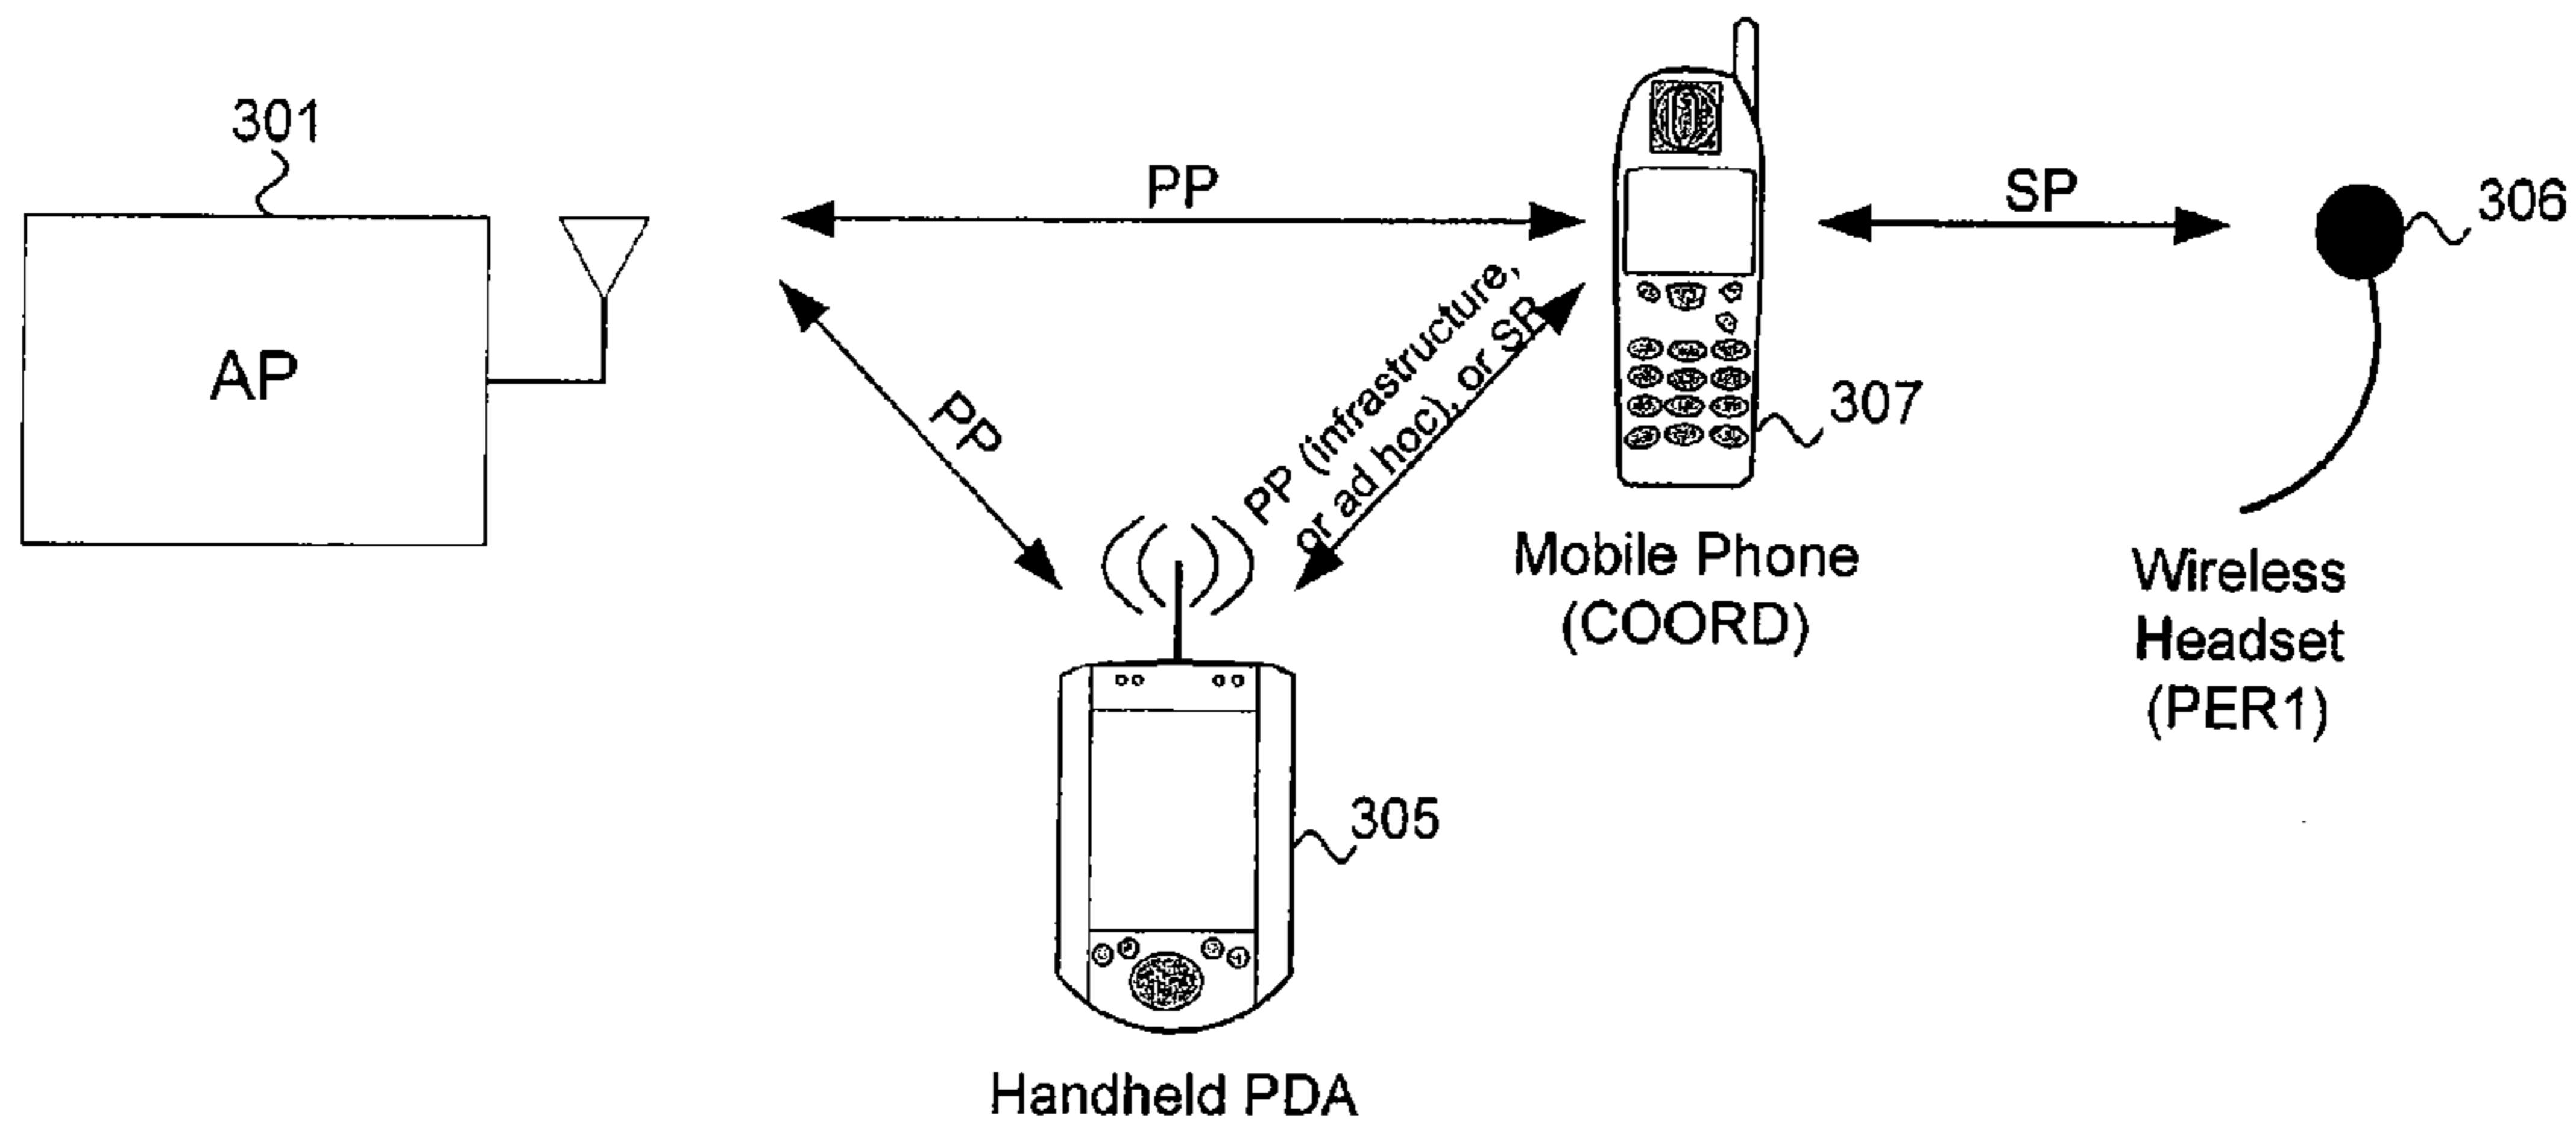 301
AP
PP
PP
PP (infrastructure,
or ad hoc), or SP
SP
306
307
Mobile Phone
(COORD)
Wireless
Headset
(PER1)
305
Handheld PDA